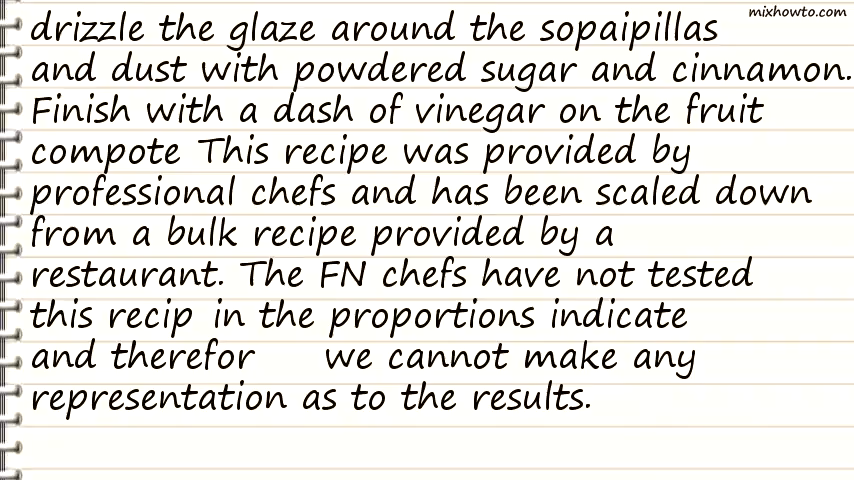 mixhowto.com
drizzle the glaze around the sopaipillas
and dust with powdered sugar and cinnamon.
Finish with a dash of vinegar on the fruit
compote This recipe was provided by
professional chefs and has been scaled down
from a bulk recipe provided by a
restaurant. The FN chefs have not tested
this recip in the proportions indicate
and therefor we cannot make any
representation as to the results.